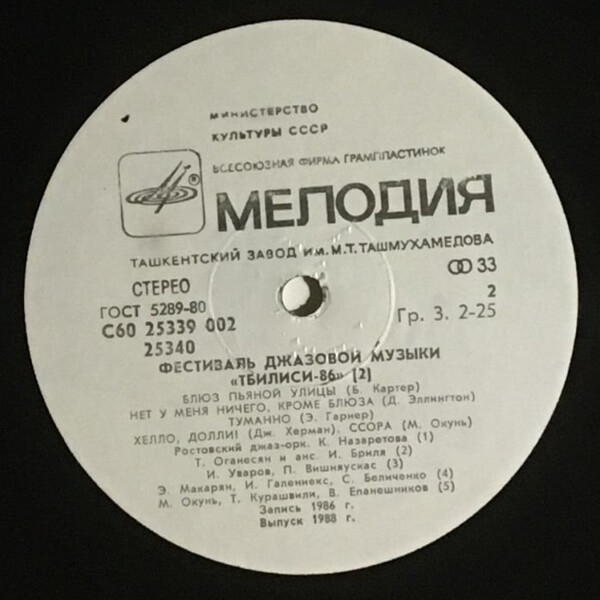 МИНИСТЕРСТВО
КУЛЬТУРЫ СССР
ВСЕСОЮЗНАЯ ФИРМА ГРАМПЛАСТИНОК
®
МЕЛОДИЯ
ТАШКЕНТСКИЙ ЗАВОД ИМ. М.Т. ТАШМУХАМЕДОВА
СТЕРЕО
33
ГОСТ 5289-80
2
С60 25339 002
Гр. 3. 2-25
25340
ФЕСТИВАЛЬ ДЖАЗОВОЙ МУЗЫКИ
«ТБИЛИСИ-86» (2)
БЛЮЗ ПЬЯНОЙ УЛИЦЫ (Б. Картер)
НЕТ У МЕНЯ НИЧЕГО, КРОМЕ БЛЮЗА (Д. Эллингтон)
ТУМАННО (Э. Гарнер)
ХЕЛЛО, ДОЛЛИ! (Дж. Херман). ССОРА (М. Окунь)
Ростовский джаз-орк. К. Назаретова (1)
Т. Оганесян и анс. И. Бриля (2)
И. Уваров, П. Вишняускас (3)
Э. Макарян, И. Галениекс, С. Беличенко (4)
М. Окунь, Т. Курашвили, В. Епанешников (5)
Запись 1986 г.
Выпуск 1988 г.